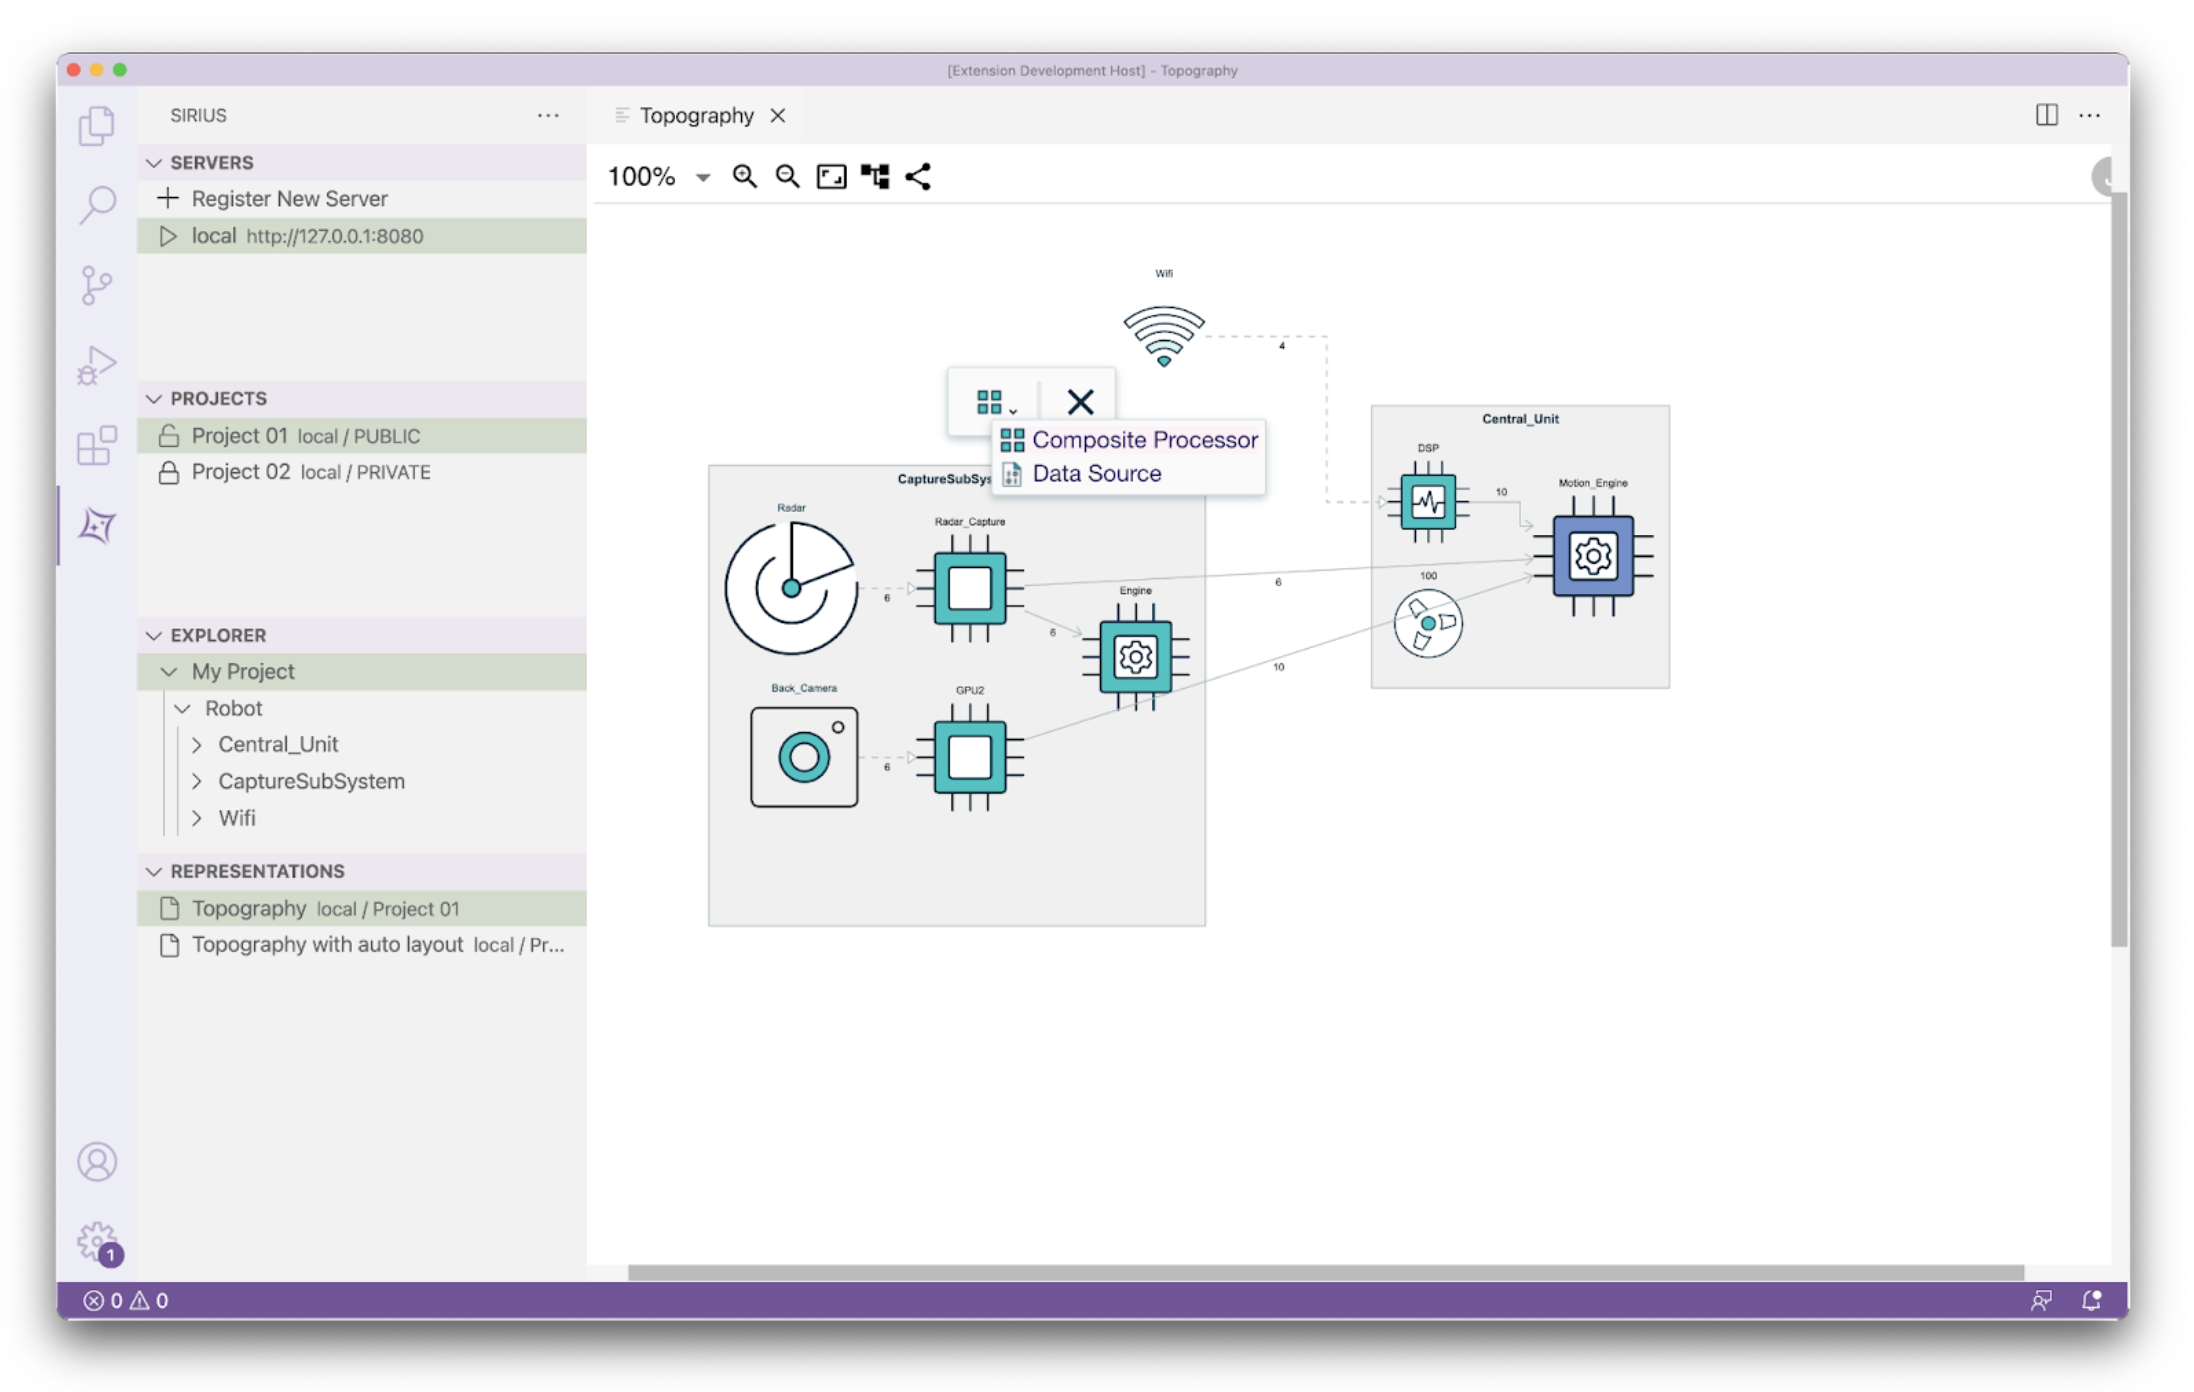 [Extension Development Host] - Topography
SIRIUS
SERVERS
Register New Server
local http://127.0.0.1:8080
PROJECTS
Project 01 local / PUBLIC
Project 02 local / PRIVATE
EXPLORER
My Project
Robot
Central_Unit
CaptureSubSystem
Wifi
REPRESENTATIONS
Topography local / Project 01
Topography with auto layout local / Pr...
1
Topography
100%
Wifi
4
Composite Processor
Data Source
CaptureSubSys
Radar
Radar_Capture
6
6
Engine
6
Back_Camera
GPU2
6
10
Central_Unit
DSP
10
Motion_Engine
100
0 0